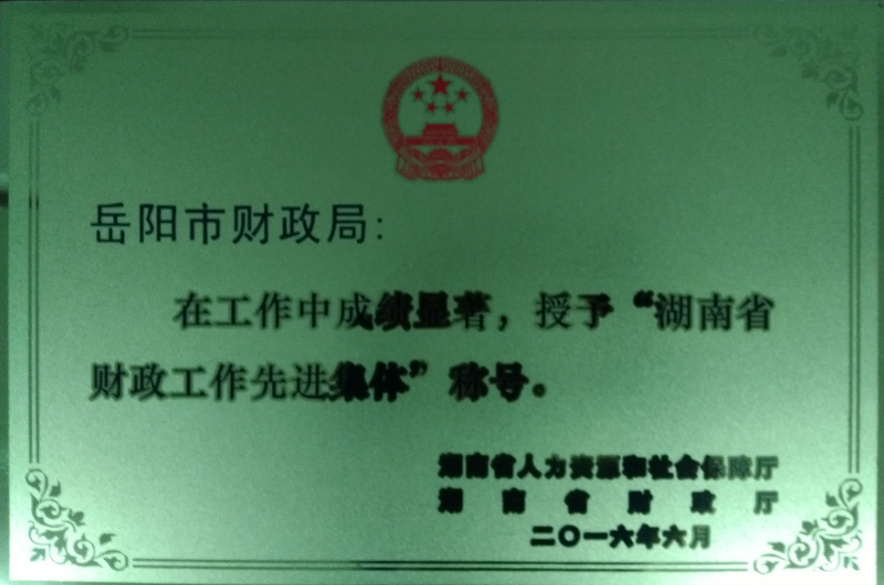 岳阳市财政局：
在工作中成绩显著，授予“湖南省
财政工作先进集体”称号。
湖南省人力资源和社会保障厅
湖南省财政厅
二〇一六年六月